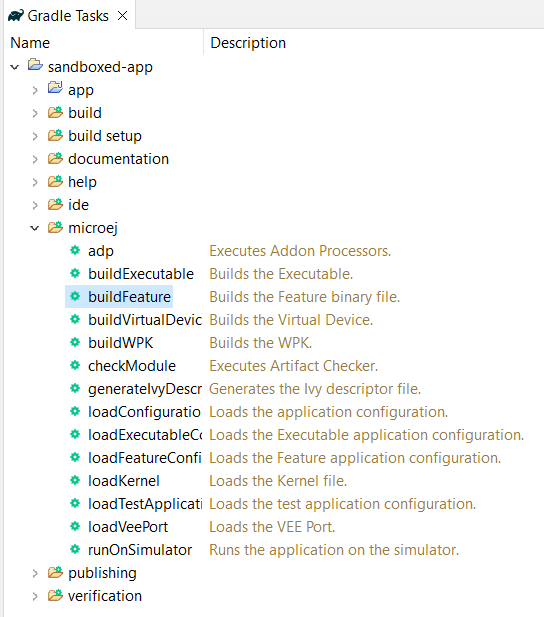 Gradle Tasks
Name Description
sandboxed-app
app
build
build setup
documentation
help
ide
microej
adp Executes Addon Processors.
buildExecutable Builds the Executable.
buildFeature Builds the Feature binary file.
buildVirtualDevic Builds the Virtual Device.
buildWPK Builds the WPK.
checkModule Executes Artifact Checker.
generateIvyDescr Generates the Ivy descriptor file.
loadConfiguratio Loads the application configuration.
loadExecutableCo Loads the Executable application configuration.
loadFeatureConfi Loads the Feature application configuration.
loadKernel Loads the Kernel file.
loadTestApplicati Loads the test application configuration.
loadVeePort Loads the VEE Port.
runOnSimulator Runs the application on the simulator.
publishing
verification